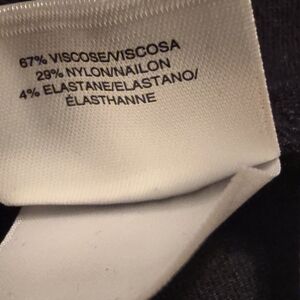 67% VISCOSE/VISCOSA
29% NYLON/NAILON
4% ELASTANE/ELASTANO/
ÉLASTHANNE